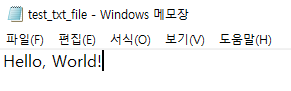 test_txt_file - Windows 메모장
파일(F) 편집(E) 서식(O) 보기(V) 도움말(H)
Hello, World!